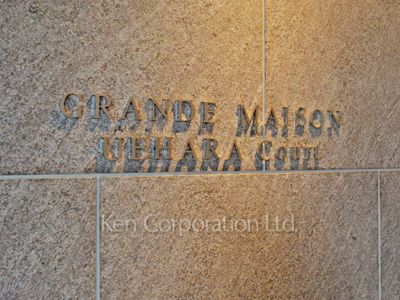 GRANDE MAISON
UEHARA COURT
Ken Corporation Ltd.